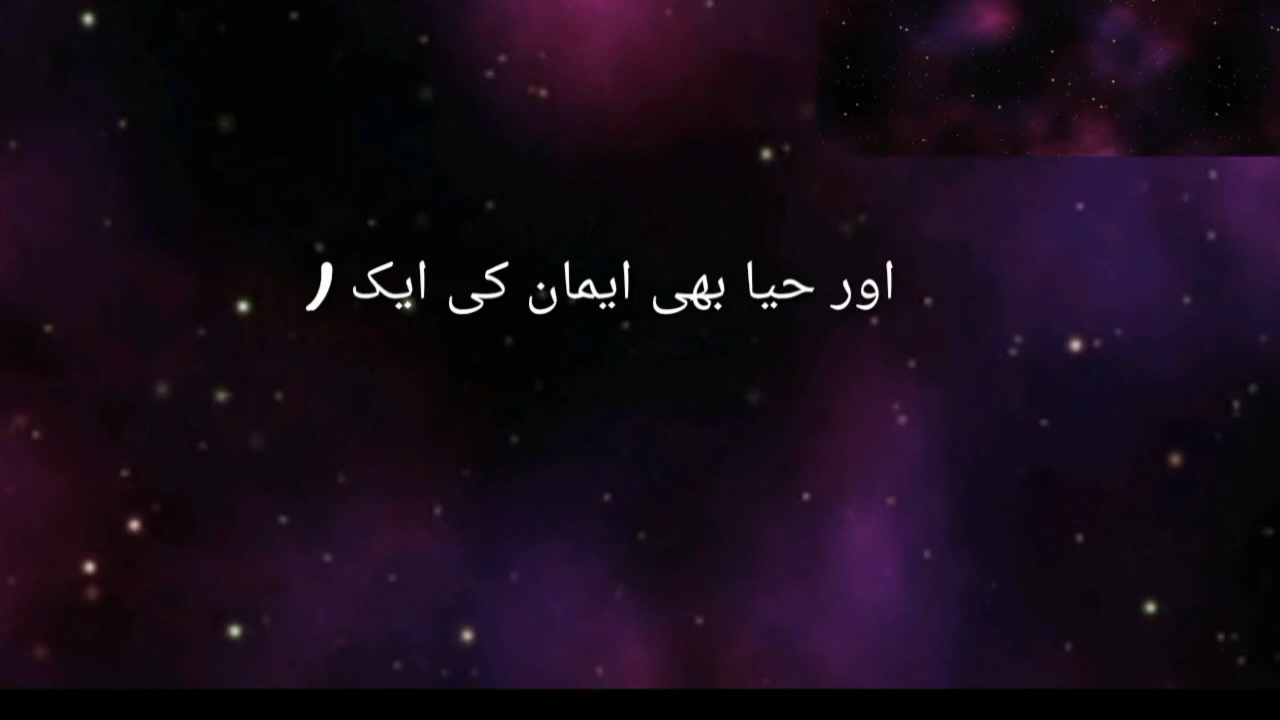 اور حیا بھی ایمان کی ایک ر